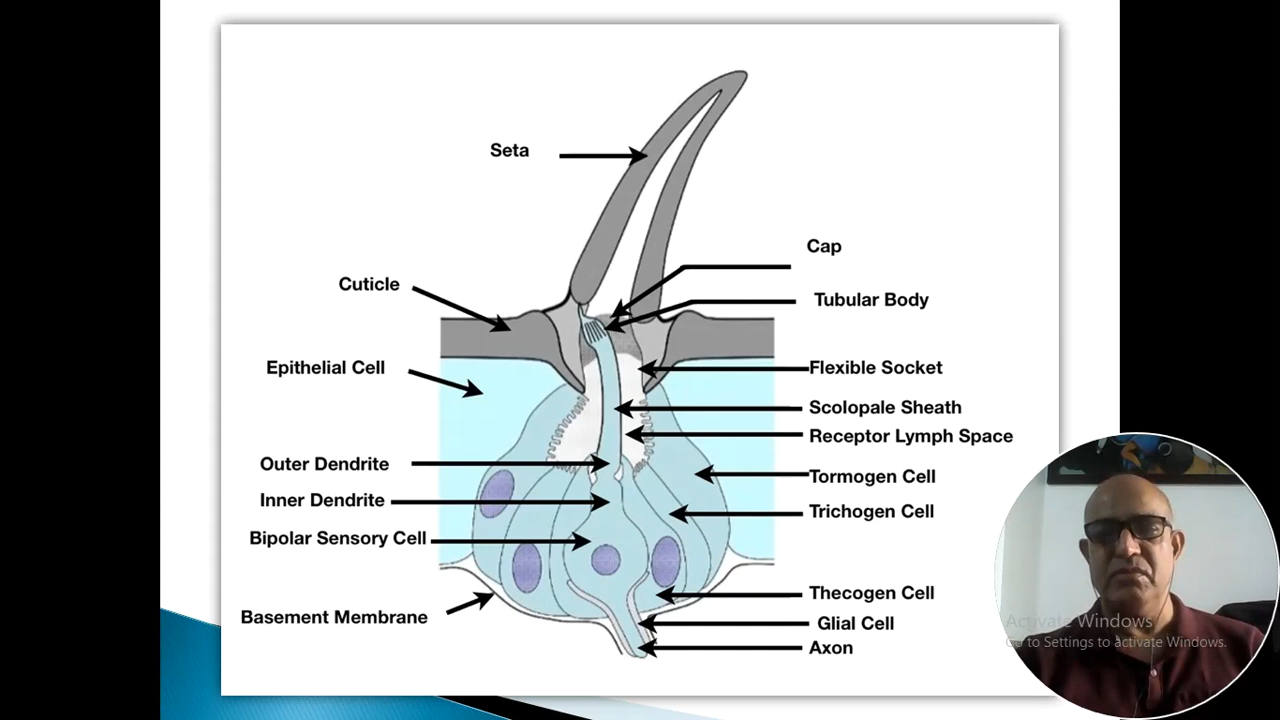 Seta
Cap
Cuticle
Tubular Body
Epithelial Cell
Flexible Socket
Scolopale Sheath
Receptor Lymph Space
Outer Dendrite
Tormogen Cell
Inner Dendrite
Trichogen Cell
Bipolar Sensory Cell
Thecogen Cell
Basement Membrane
Glial Cell
Axon
Activate Windows
Go to Settings to activate Windows.